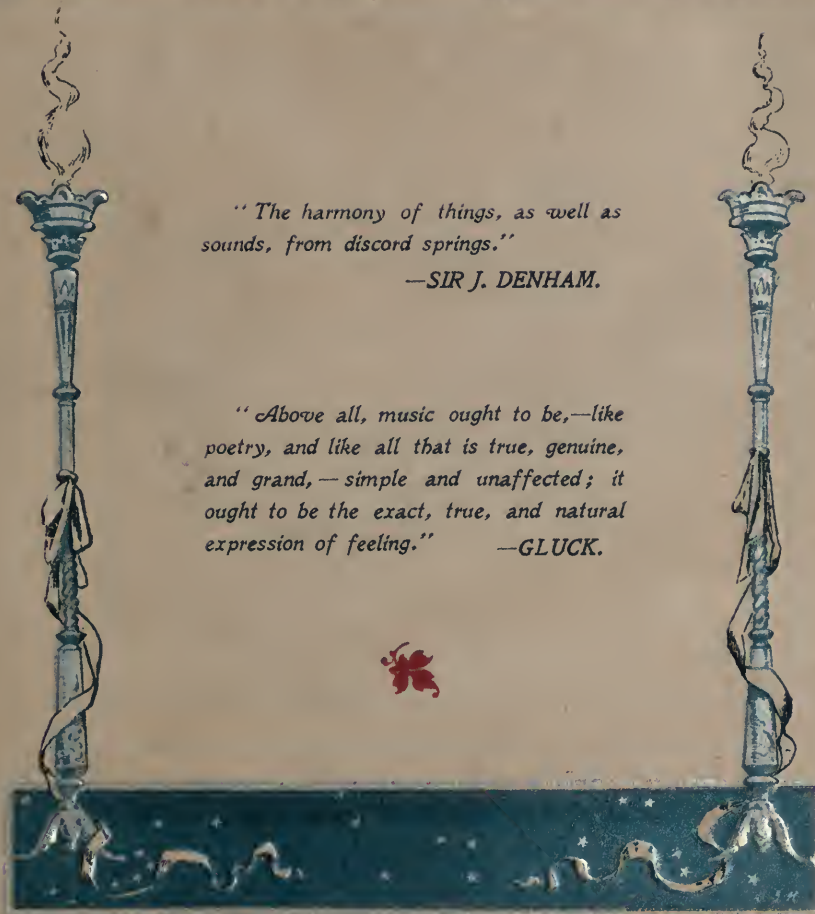 “The harmony of things, as well as
sounds, from discord springs.”
—SIR J. DENHAM.
“Above all, music ought to be,—like
poetry, and like all that is true, genuine,
and grand,—simple and unaffected; it
ought to be the exact, true, and natural
expression of feeling.” —GLUCK.